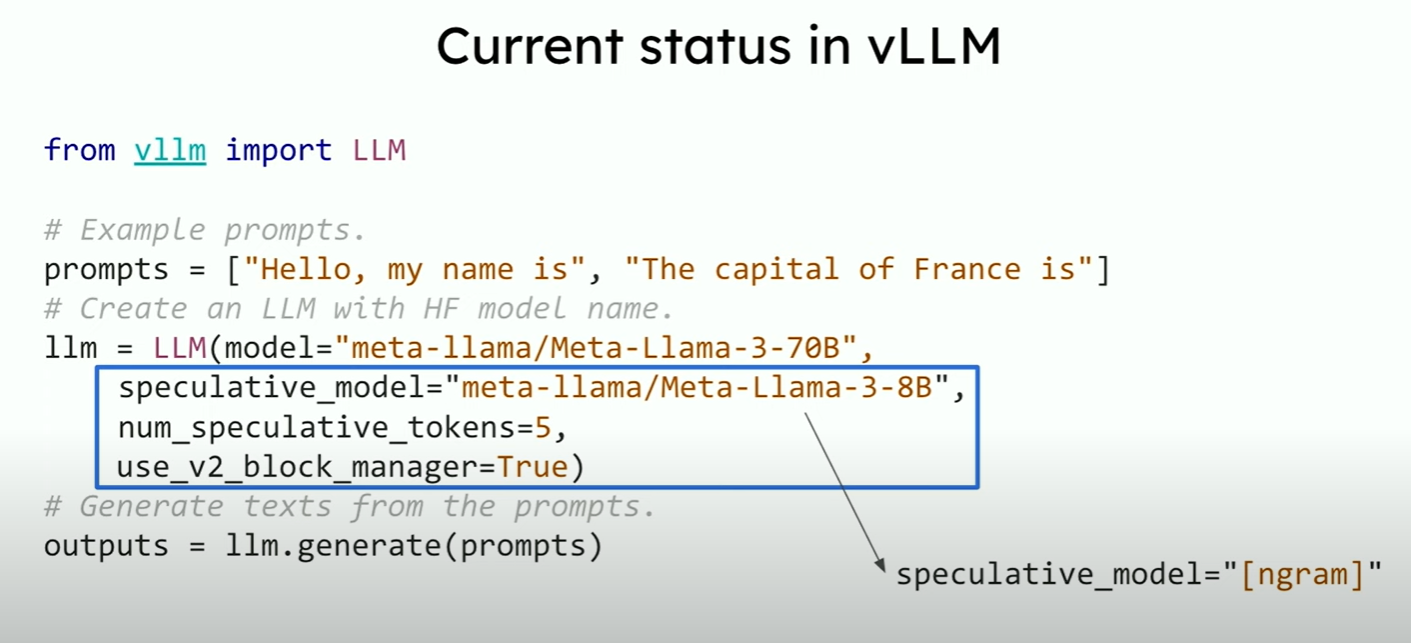 Current status in vLLM
from vllm import LLM
# Example prompts.
prompts = ["Hello, my name is", "The capital of France is"]
# Create an LLM with HF model name.
llm = LLM(model="meta-llama/Meta-Llama-3-70B",
speculative_model="meta-llama/Meta-Llama-3-8B",
num_speculative_tokens=5,
use_v2_block_manager=True)
# Generate texts from the prompts.
outputs = llm.generate(prompts)
speculative_model="[ngram]"